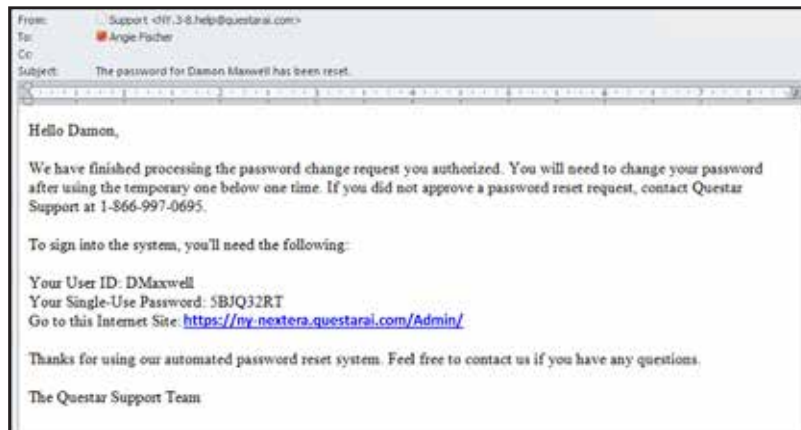 From: Support <NY.3-8.help@questarai.com>
To: Angie Fischer
Cc
Subject: The password for Damon Maxwell has been reset.
Hello Damon,
We have finished processing the password change request you authorized. You will need to change your password
after using the temporary one below one time. If you did not approve a password reset request, contact Questar
Support at 1-866-997-0695.
To sign into the system, you'll need the following:
Your User ID: DMaxwell
Your Single-Use Password: 5BJQ32RT
Go to this Internet Site: https://ny-nextera.questarai.com/Admin/
Thanks for using our automated password reset system. Feel free to contact us if you have any questions.
The Questar Support Team